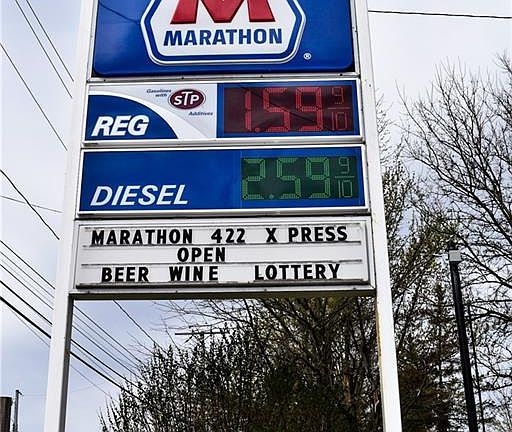 M
MARATHON
®
Gasolines with STP Additives
REG 1.59 9/10
DIESEL 2.59 9/10
MARATHON 422 X PRESS
OPEN
BEER WINE LOTTERY